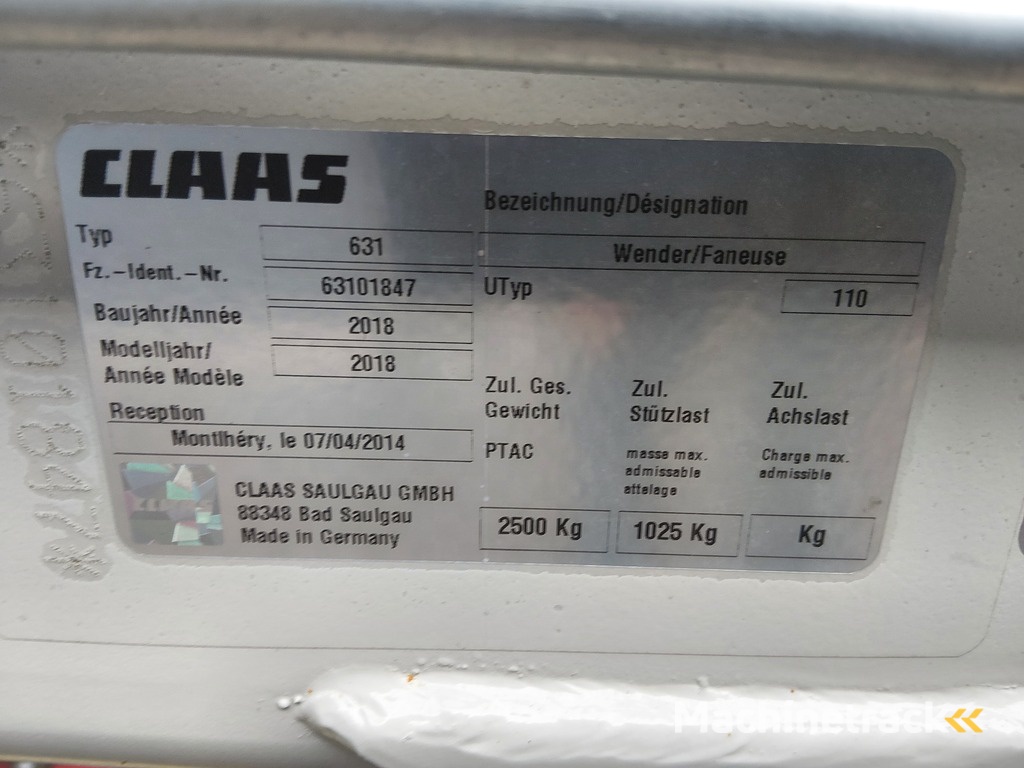 CLAAS
Bezeichnung/Désignation
Typ 631 Wender/Faneuse
Fz.-Ident.-Nr. 63101847 UTyp 110
Baujahr/Année 2018
Modelljahr/
Année Modèle 2018
Reception
Montlhéry, le 07/04/2014
CLAAS SAULGAU GMBH
88348 Bad Saulgau
Made in Germany
Zul. Ges.
Gewicht
PTAC
2500 Kg
Zul.
Stützlast
masse max.
admissable
attelage
1025 Kg
Zul.
Achslast
Charge max.
admissible
Kg
Machinetrack